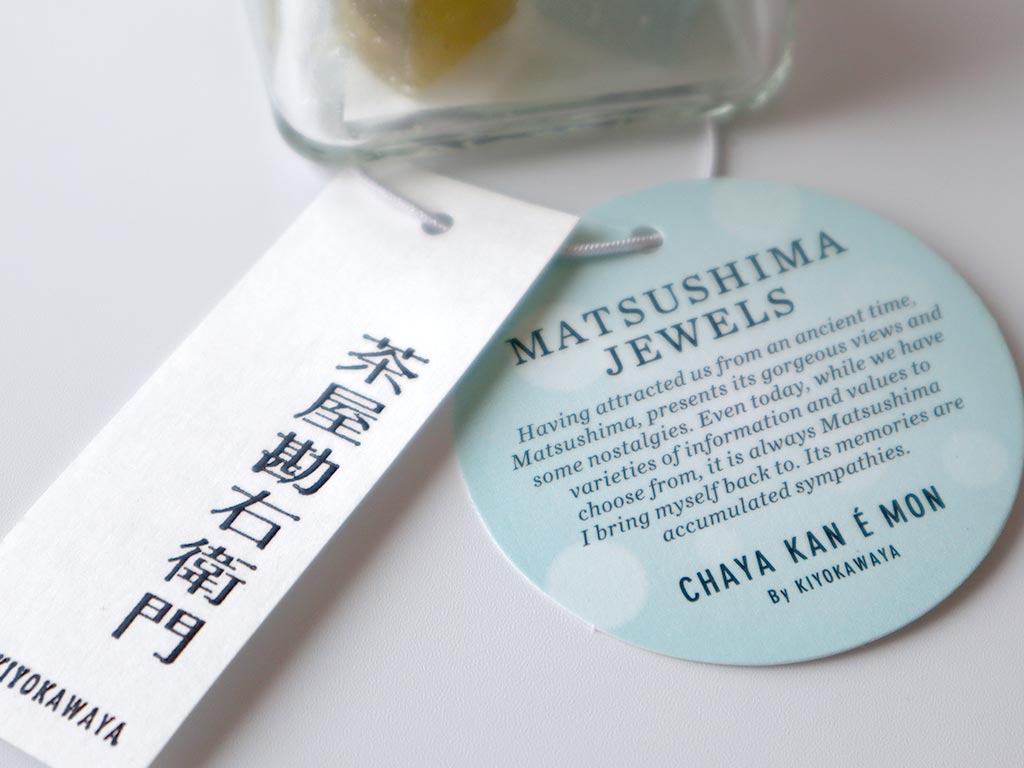 茶屋勘右衛門
KIYOKAWAYA
MATSUSHIMA
JEWELS
Having attracted us from an ancient time,
Matsushima, presents its gorgeous views and
some nostalgies. Even today, while we have
varieties of information and values to
choose from, it is always Matsushima
I bring myself back to. Its memories are
accumulated sympathies.
CHAYA KAN É MON
By KIYOKAWAYA